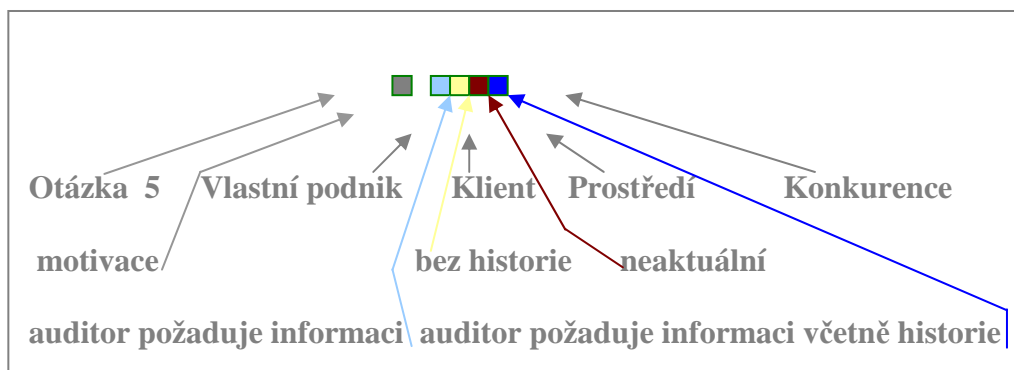 Otázka 5 Vlastní podnik Klient Prostředí Konkurence
motivace bez historie neaktuální
auditor požaduje informaci auditor požaduje informaci včetně historie